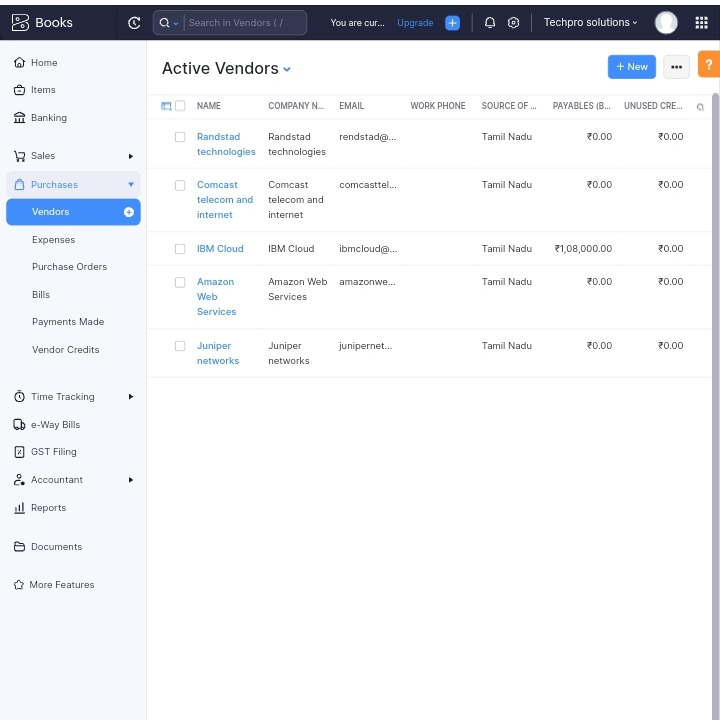 Books
Search in Vendors ( /
You are cur...
Upgrade
Techpro solutions
Home
Items
Banking
Sales
Purchases
Vendors
Expenses
Purchase Orders
Bills
Payments Made
Vendor Credits
Time Tracking
e-Way Bills
GST Filing
Accountant
Reports
Documents
More Features
Active Vendors
+ New
?
NAME COMPANY N... EMAIL WORK PHONE SOURCE OF ... PAYABLES (B... UNUSED CRE...
Randstad Randstad rendstad@... Tamil Nadu ₹0.00 ₹0.00
technologies technologies
Comcast Comcast comcasttel... Tamil Nadu ₹0.00 ₹0.00
telecom and telecom and
internet internet
IBM Cloud IBM Cloud ibmcloud@... Tamil Nadu ₹1,08,000.00 ₹0.00
Amazon Amazon Web amazonwe... Tamil Nadu ₹0.00 ₹0.00
Web Services
Services
Juniper Juniper junipernet... Tamil Nadu ₹0.00 ₹0.00
networks networks